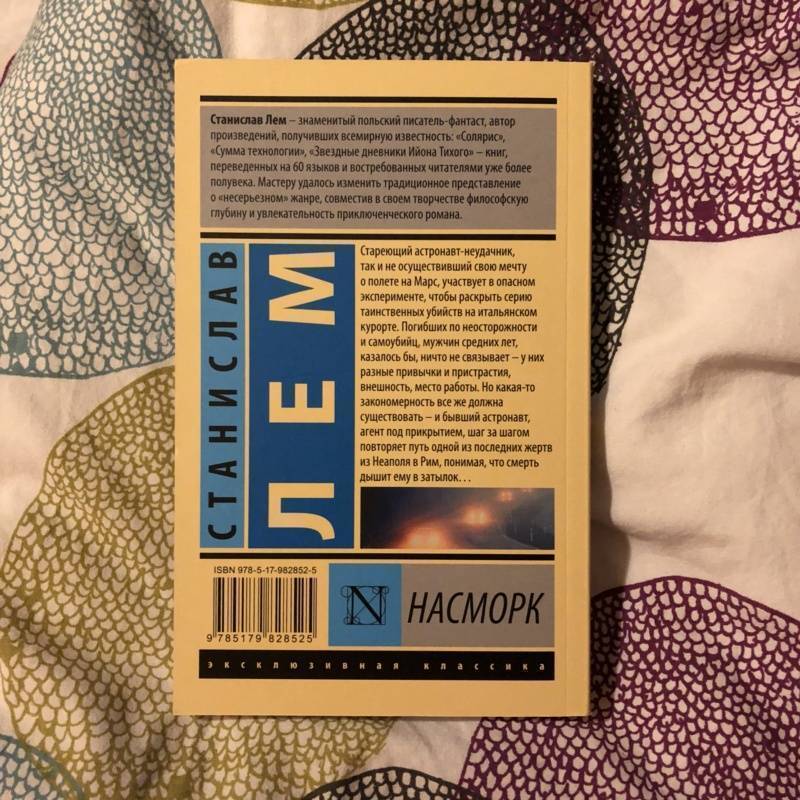 Станислав Лем – знаменитый польский писатель-фантаст, автор
произведений, получивших всемирную известность: «Солярис»,
«Сумма технологии», «Звездные дневники Ийона Тихого» – книг,
переведенных на 60 языков и востребованных читателями уже более
полувека. Мастеру удалось изменить традиционное представление
о «несерьезном» жанре, совместив в своем творчестве философскую
глубину и увлекательность приключенческого романа.
СТАНИСЛАВ
ЛЕМ
Стареющий астронавт-неудачник,
так и не осуществивший свою мечту
о полете на Марс, участвует в опасном
эксперименте, чтобы раскрыть серию
таинственных убийств на итальянском
курорте. Погибших по неосторожности
и самоубийц, мужчин средних лет,
казалось бы, ничто не связывает – у них
разные привычки и пристрастия,
внешность, место работы. Но какая-то
закономерность все же должна
существовать – и бывший астронавт,
агент под прикрытием, шаг за шагом
повторяет путь одной из последних жертв
из Неаполя в Рим, понимая, что смерть
дышит ему в затылок…
ISBN 978-5-17-982852-5
9 785179 828525
N
НАСМОРК
эксклюзивная классика